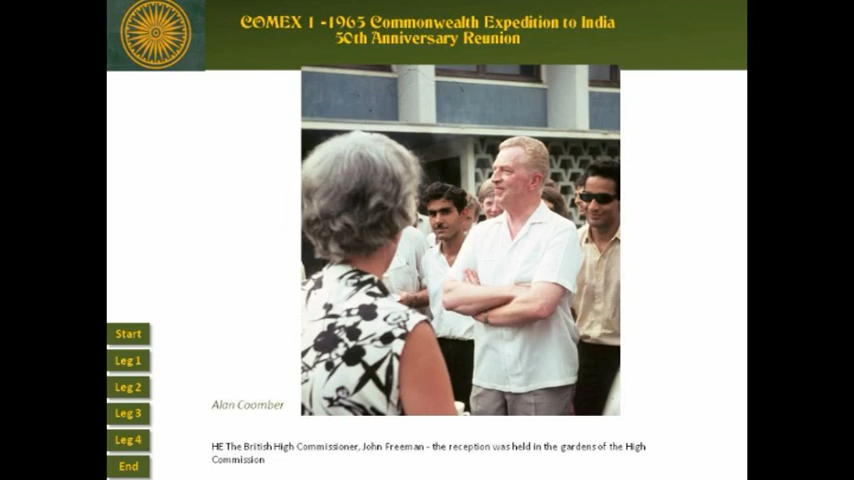 COMEX 1 -1965 Commonwealth Expedition to India
50th Anniversary Reunion
Start
Leg 1
Leg 2
Leg 3
Leg 4
End
Alan Coomber
HE The British High Commissioner, John Freeman - the reception was held in the gardens of the High
Commission